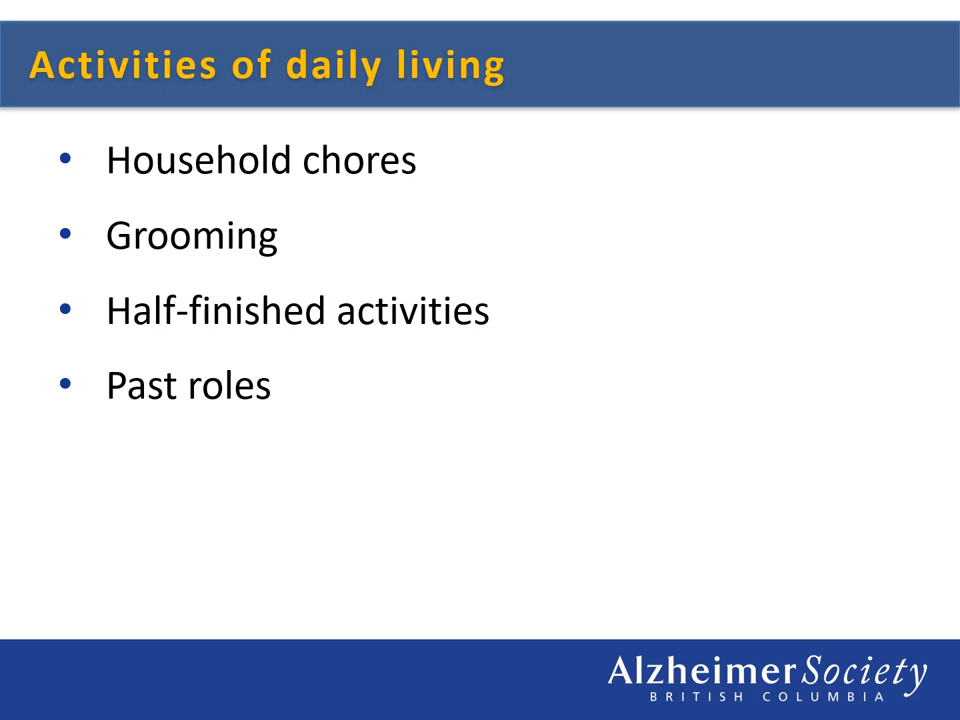 Activities of daily living
• Household chores
• Grooming
• Half-finished activities
• Past roles
Alzheimer Society
BRITISH COLUMBIA